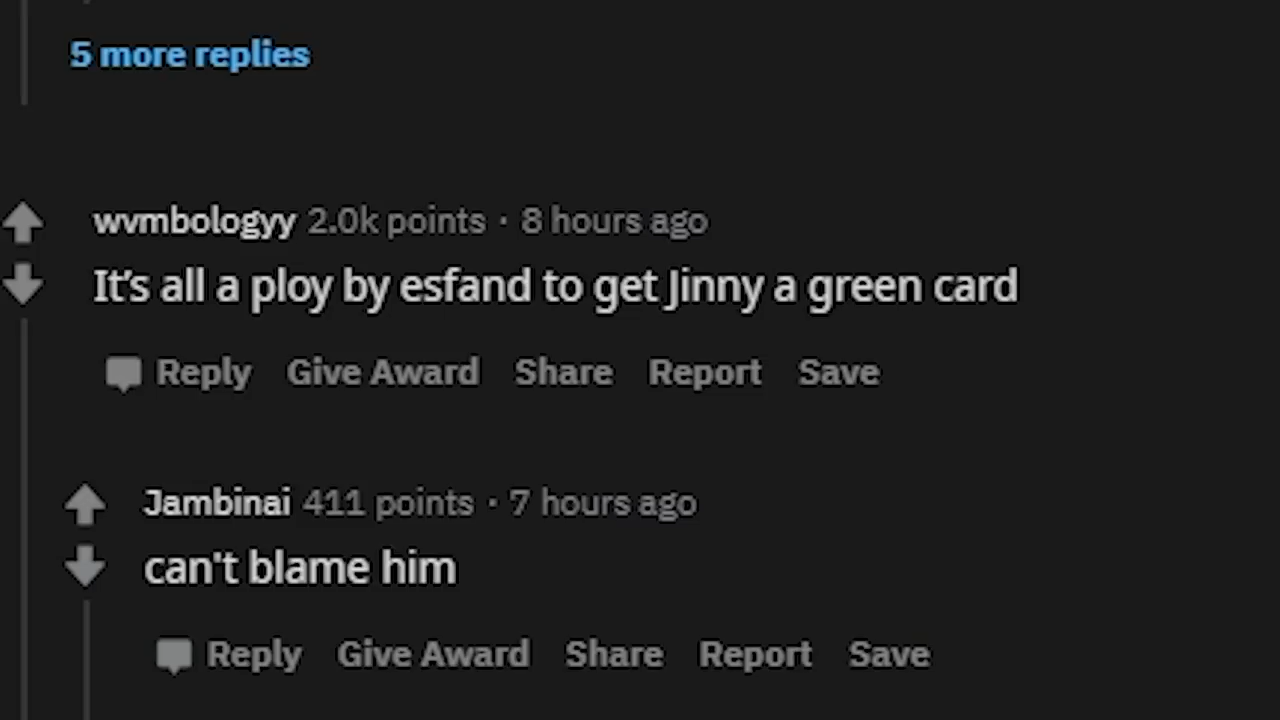 5 more replies
wvmbologyy 2.0k points · 8 hours ago
It's all a ploy by esfand to get Jinny a green card
Reply Give Award Share Report Save
Jambinai 411 points · 7 hours ago
can't blame him
Reply Give Award Share Report Save